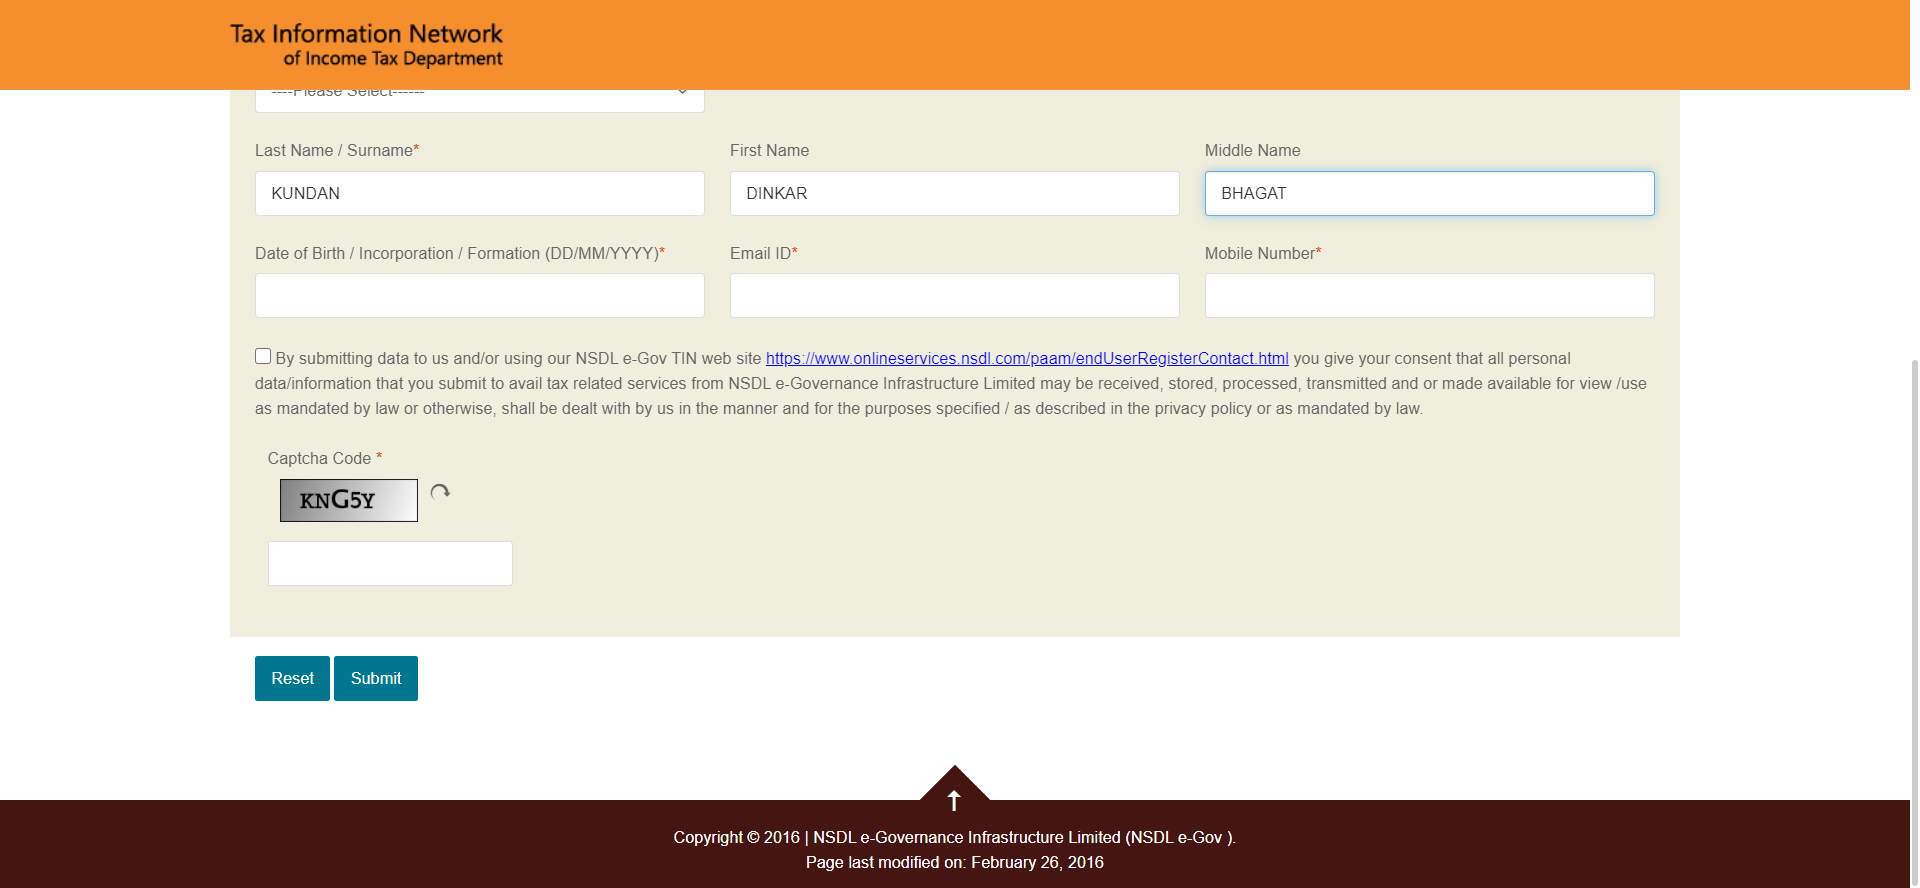 Tax Information Network
of Income Tax Department
----Please Select------
Last Name / Surname*
First Name
Middle Name
KUNDAN
DINKAR
BHAGAT
Date of Birth / Incorporation / Formation (DD/MM/YYYY)*
Email ID*
Mobile Number*
By submitting data to us and/or using our NSDL e-Gov TIN web site https://www.onlineservices.nsdl.com/paam/endUserRegisterContact.html you give your consent that all personal
data/information that you submit to avail tax related services from NSDL e-Governance Infrastructure Limited may be received, stored, processed, transmitted and or made available for view /use
as mandated by law or otherwise, shall be dealt with by us in the manner and for the purposes specified / as described in the privacy policy or as mandated by law.
Captcha Code *
KNG5Y
Reset
Submit
Copyright © 2016 | NSDL e-Governance Infrastructure Limited (NSDL e-Gov ).
Page last modified on: February 26, 2016